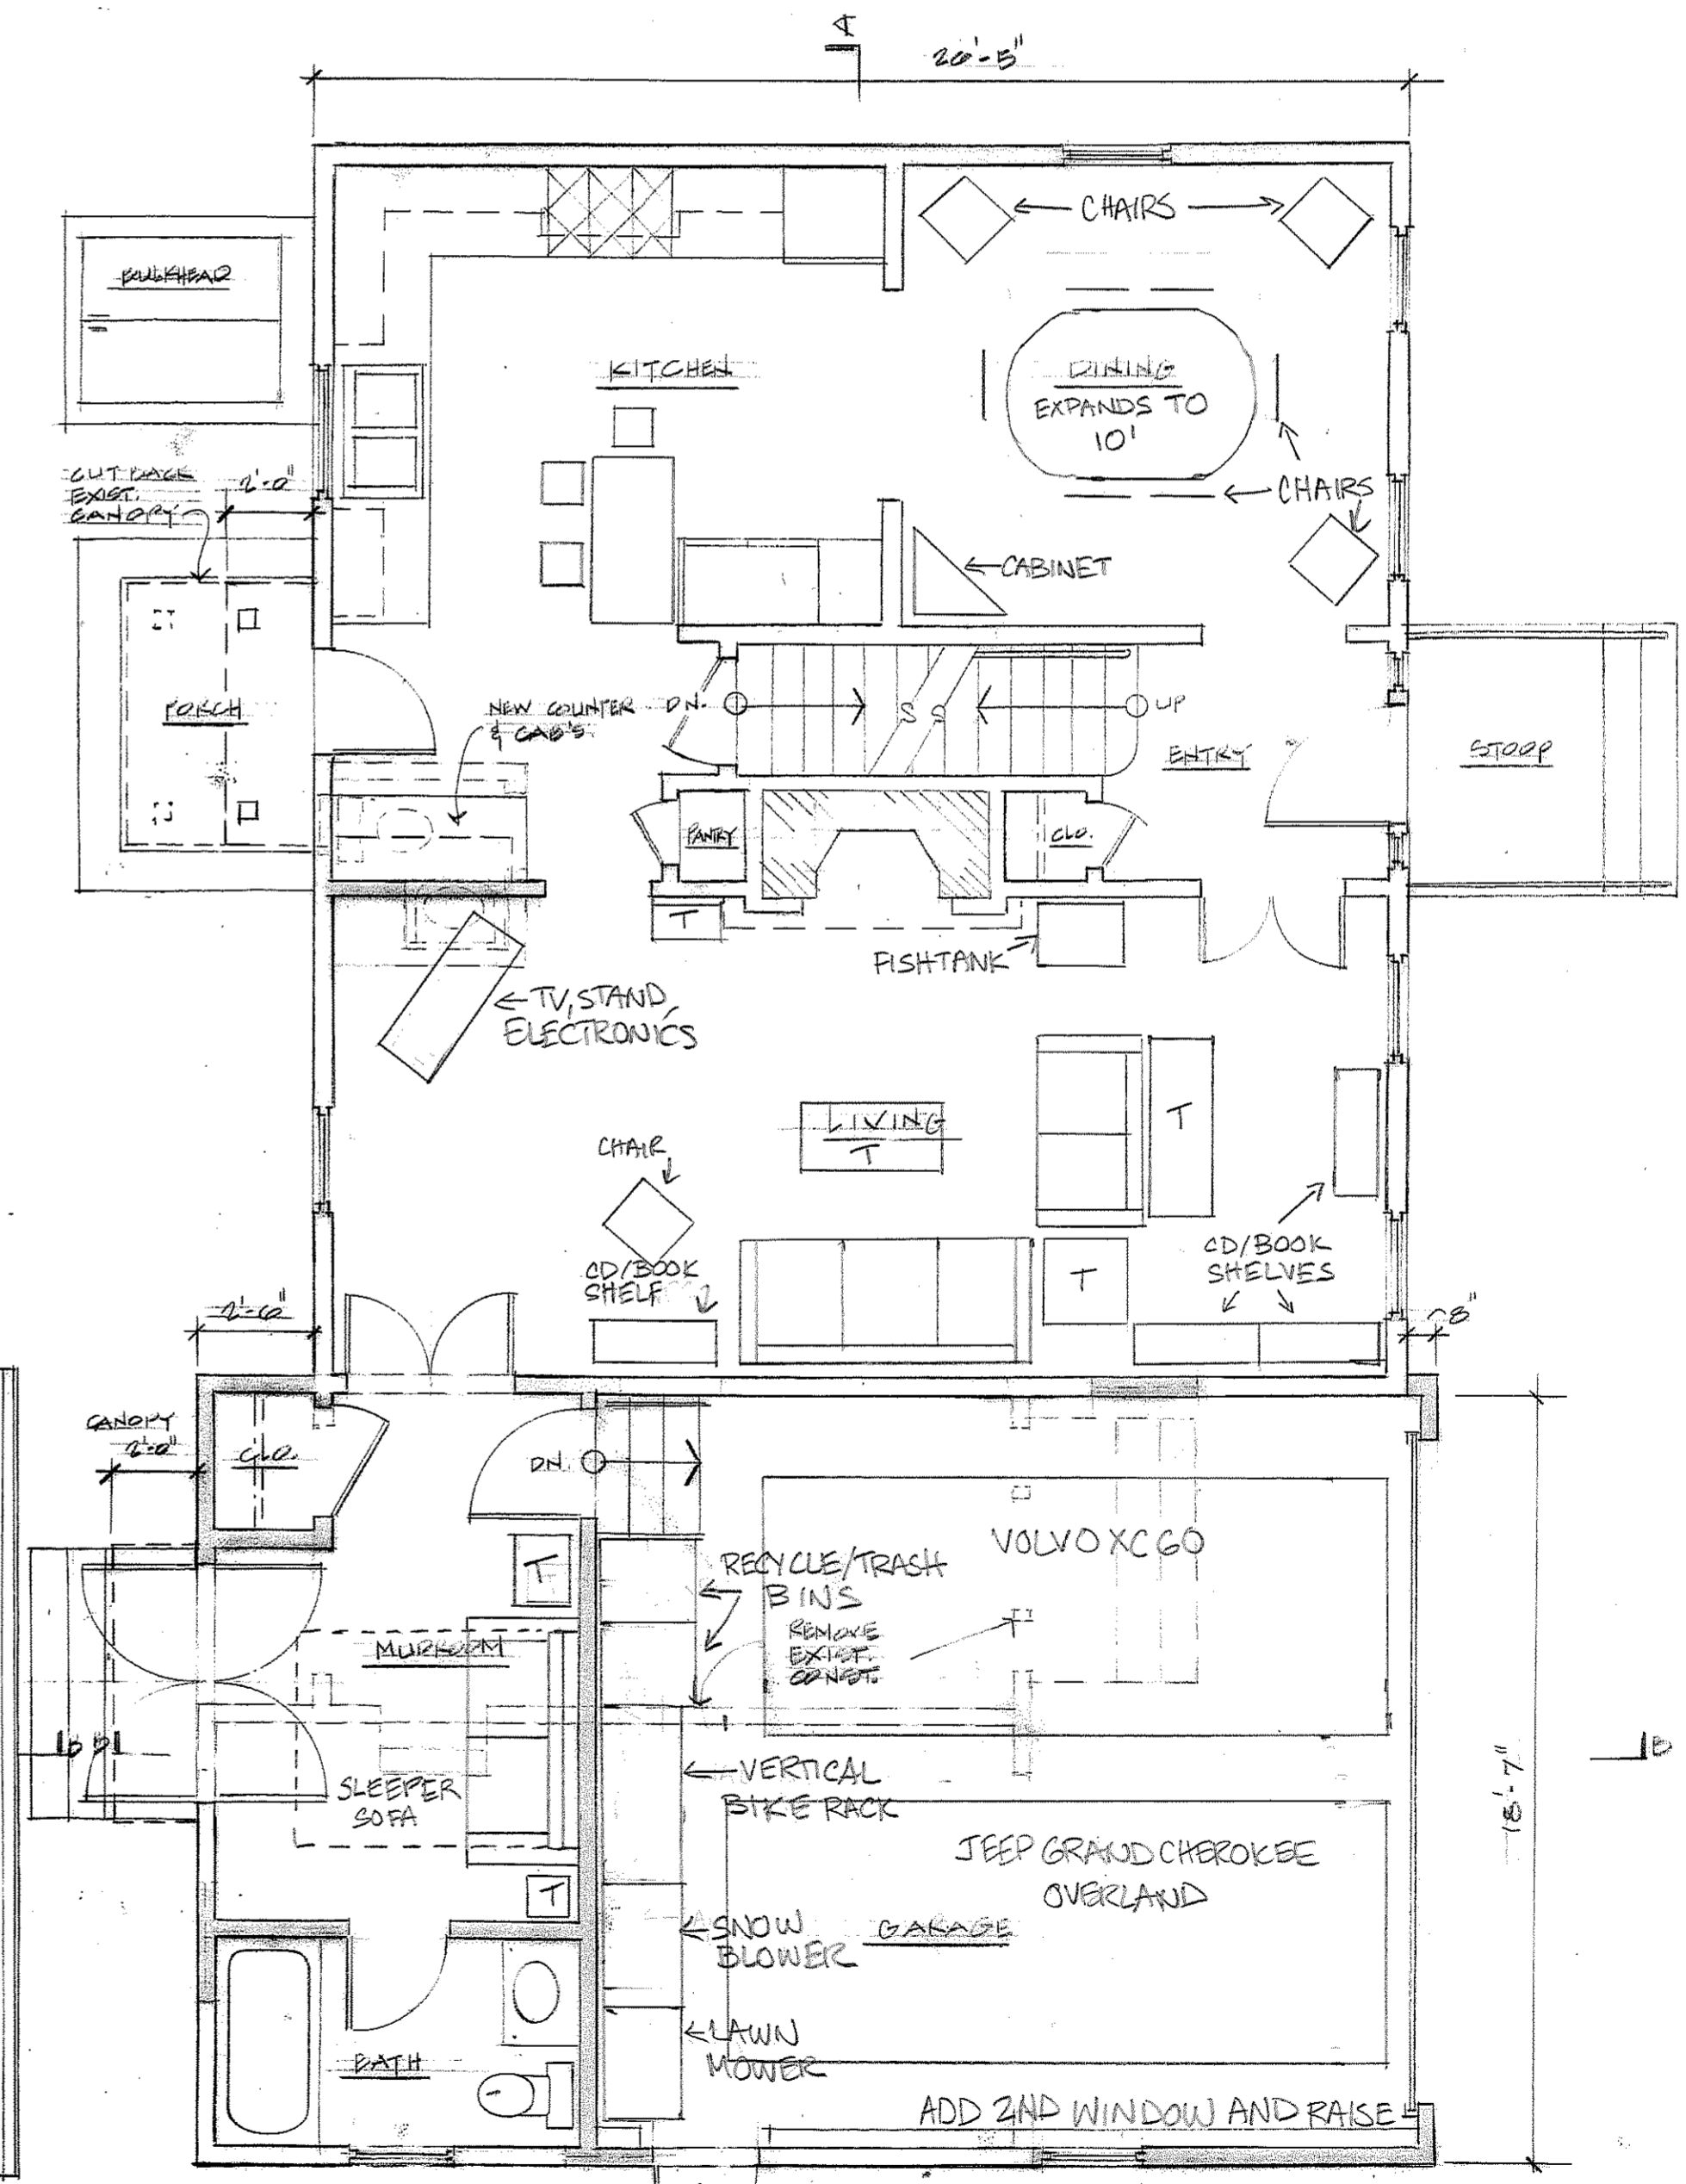 A
26'-5"
CHAIRS
BULKHEAD
KITCHEN
DINING
EXPANDS TO
10'
CUT BACK
EXIST.
CANOPY
2'-0"
CHAIRS
CABINET
PORCH
NEW COUNTER
& CAB'S
DN.
UP
ENTRY
STOOP
PANTRY
CLO.
T
FISHTANK
TV, STAND,
ELECTRONICS
LIVING
T
T
CHAIR
CD/BOOK
SHELF
T
CD/BOOK
SHELVES
2'-6"
8"
CANOPY
2'-0"
CLO.
DN.
VOLVO XC60
T
RECYCLE/TRASH
BINS
REMOVE
EXIST.
CONST.
MUDROOM
SLEEPER
SOFA
VERTICAL
BIKE RACK
B
18'-7"
JEEP GRAND CHEROKEE
OVERLAND
T
SNOW
BLOWER
GARAGE
LAWN
MOWER
BATH
ADD 2ND WINDOW AND RAISE